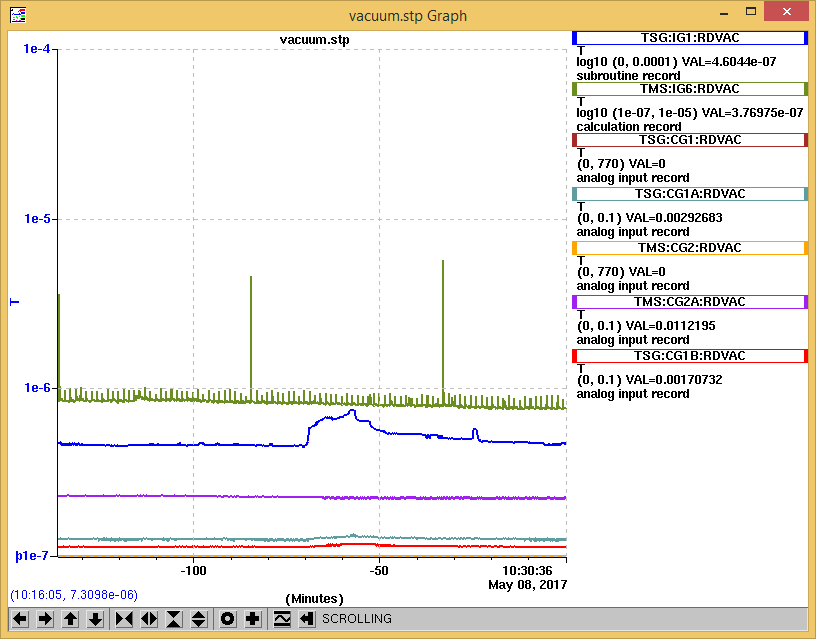 vacuum.stp Graph
vacuum.stp
1e-4
1e-5
T
1e-6
1e-7
-100
-50
10:30:36
May 08, 2017
(10:16:05, 7.3098e-06)
(Minutes)
SCROLLING
TSG:IG1:RDVAC
T
log10 (0, 0.0001) VAL=4.6044e-07
subroutine record
TMS:IG6:RDVAC
T
log10 (1e-07, 1e-05) VAL=3.76975e-07
calculation record
TSG:CG1:RDVAC
T
(0, 770) VAL=0
analog input record
TSG:CG1A:RDVAC
T
(0, 0.1) VAL=0.00292683
analog input record
TMS:CG2:RDVAC
T
(0, 770) VAL=0
analog input record
TMS:CG2A:RDVAC
T
(0, 0.1) VAL=0.0112195
analog input record
TSG:CG1B:RDVAC
T
(0, 0.1) VAL=0.00170732
analog input record